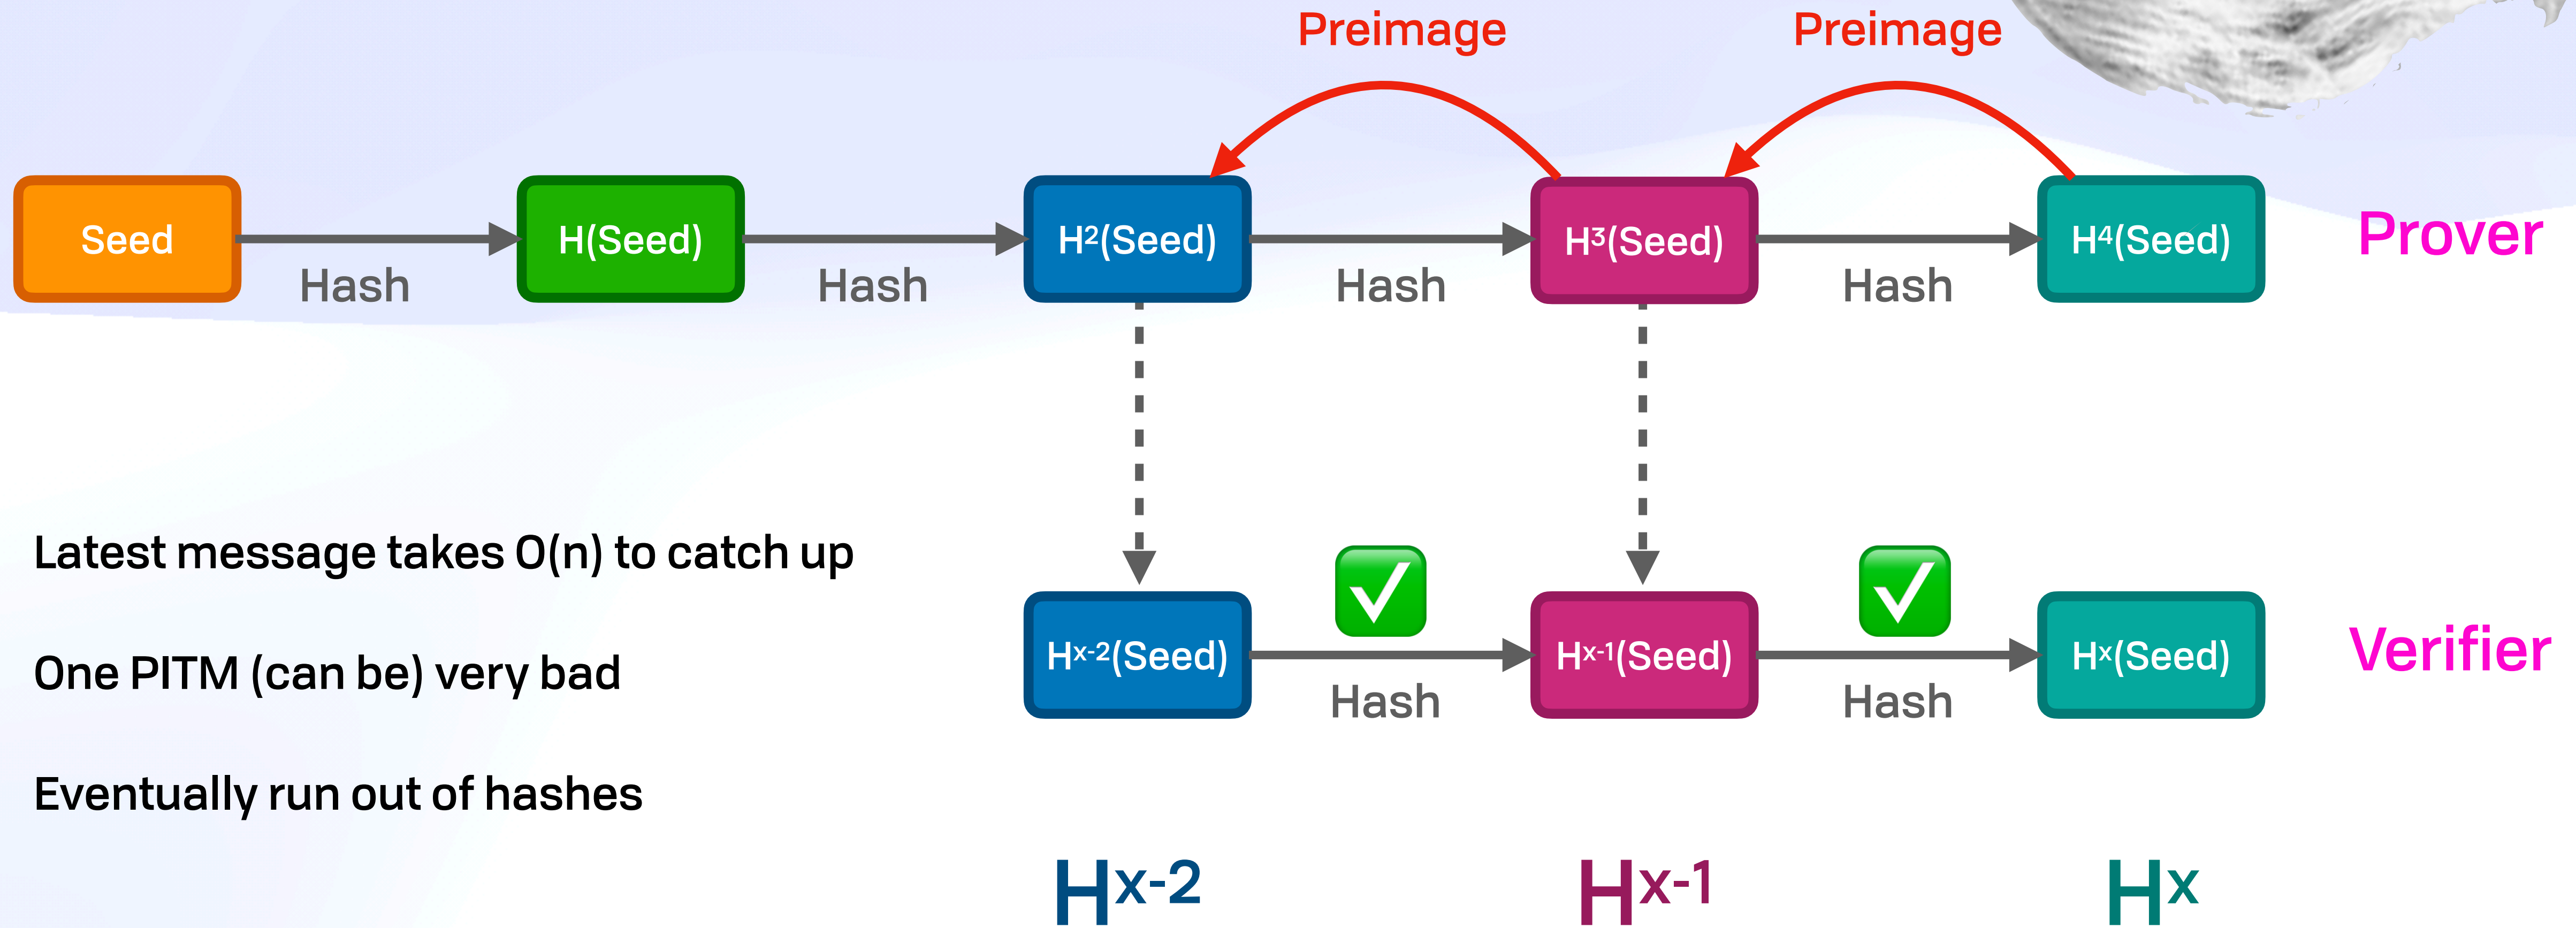 Preimage
Preimage
Seed
H(Seed)
H²(Seed)
H³(Seed)
H⁴(Seed)
Prover
Hash
Hash
Hash
Hash
Latest message takes O(n) to catch up
One PITM (can be) very bad
Eventually run out of hashes
Hˣ⁻²(Seed)
Hˣ⁻¹(Seed)
Hˣ(Seed)
Verifier
Hash
Hash
Hˣ⁻²
Hˣ⁻¹
Hˣ